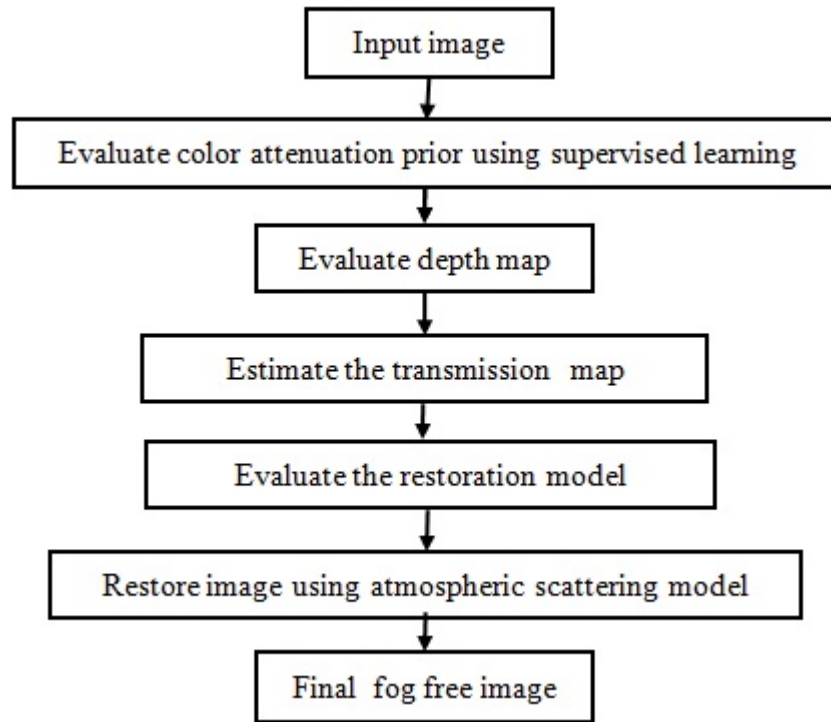 Input image
Evaluate color attenuation prior using supervised learning
Evaluate depth map
Estimate the transmission map
Evaluate the restoration model
Restore image using atmospheric scattering model
Final fog free image